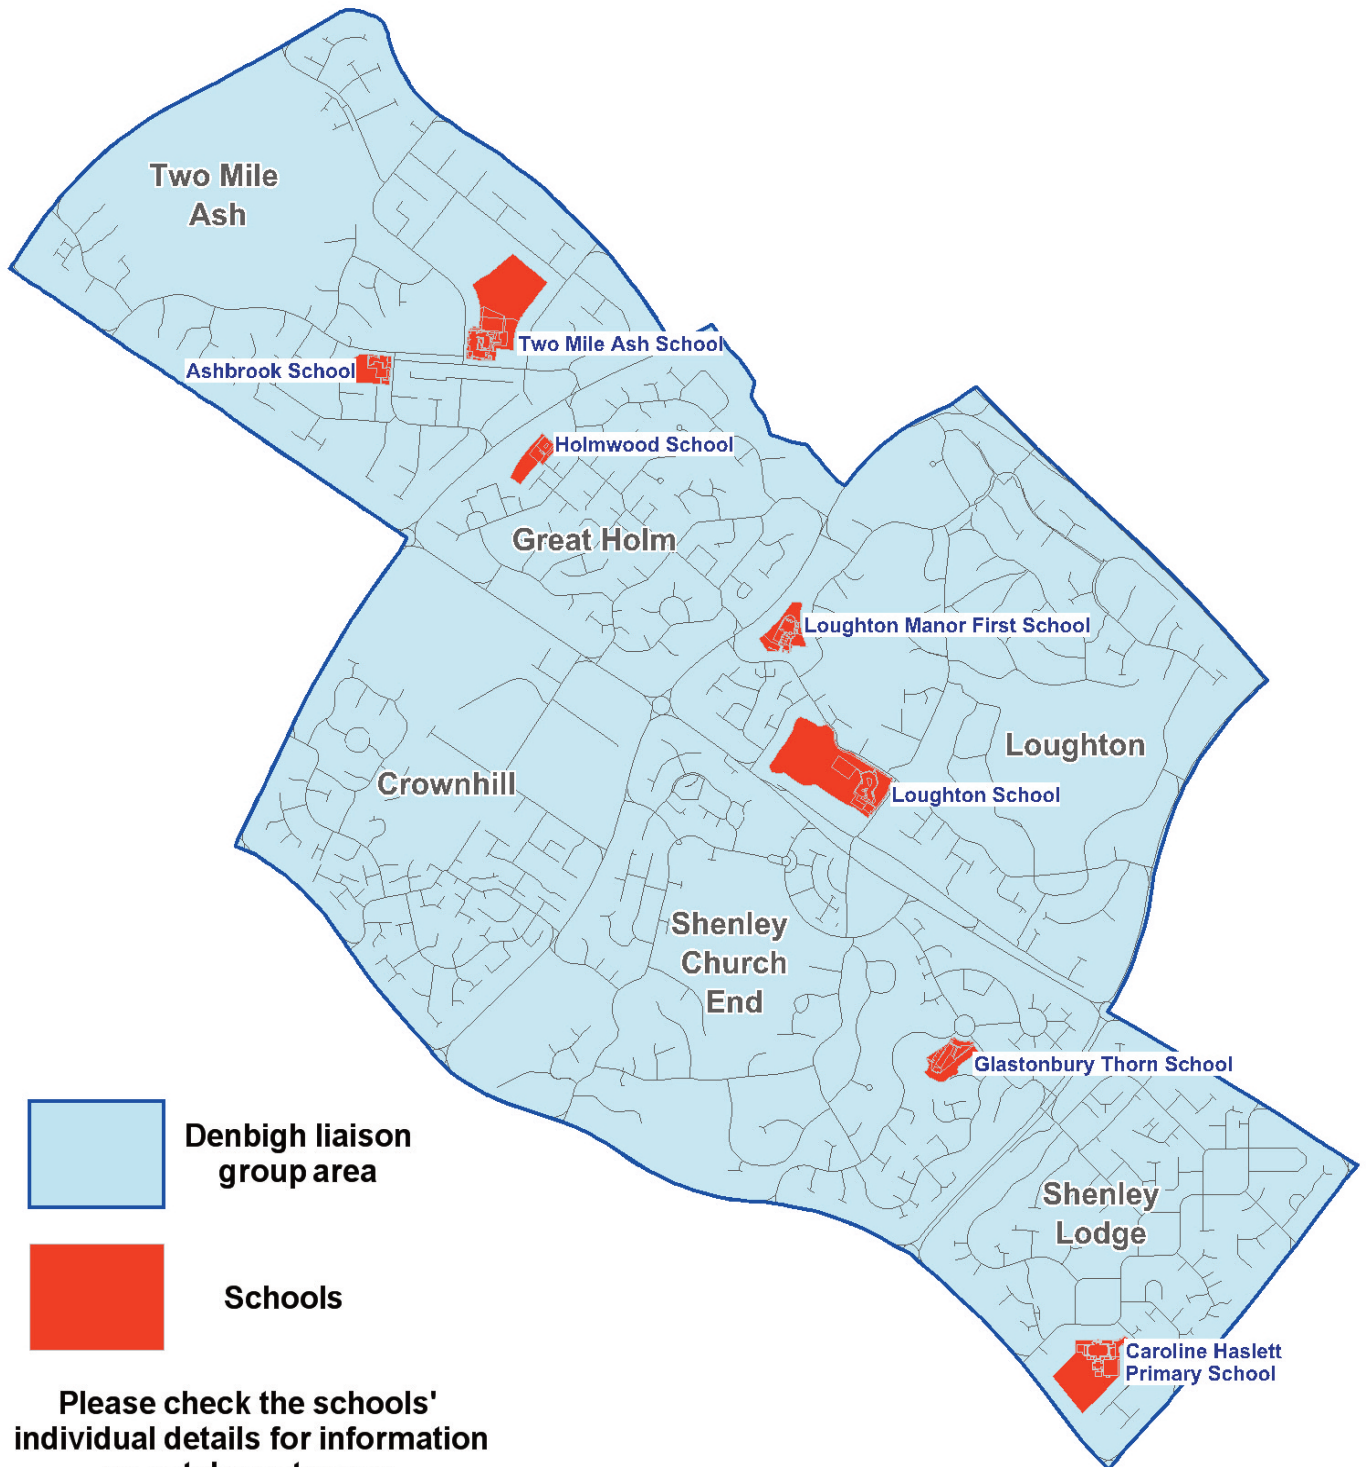 Two Mile
Ash
Two Mile Ash School
Ashbrook School
Holmwood School
Great Holm
Loughton Manor First School
Loughton
Crownhill
Loughton School
Shenley
Church
End
Glastonbury Thorn School
Denbigh liaison
group area
Shenley
Lodge
Schools
Caroline Haslett
Primary School
Please check the schools'
individual details for information